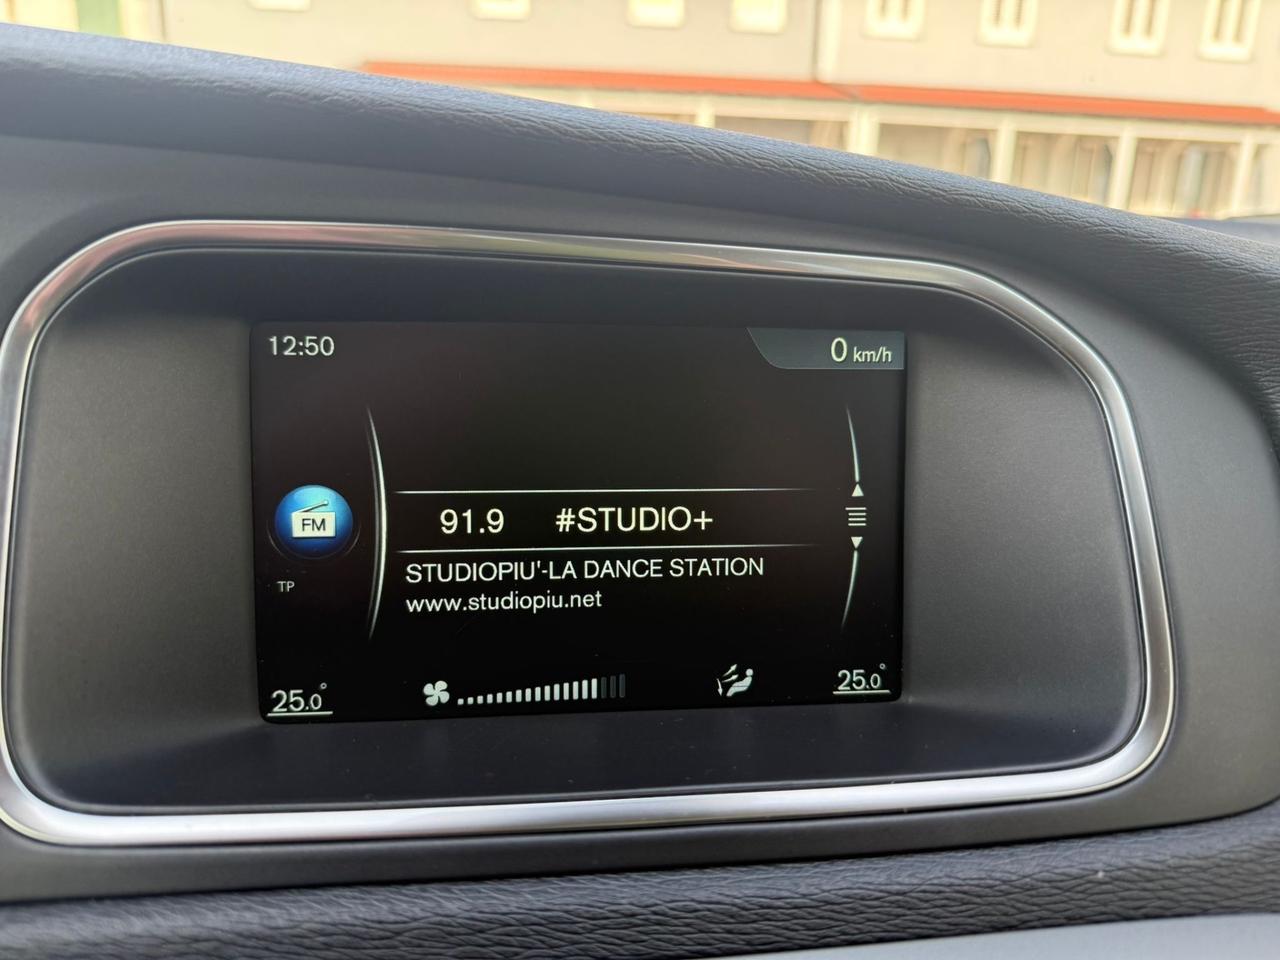 12:50
0 km/h
FM
91.9 #STUDIO+
TP
STUDIOPIU'-LA DANCE STATION
www.studiopiu.net
25.0°
25.0°